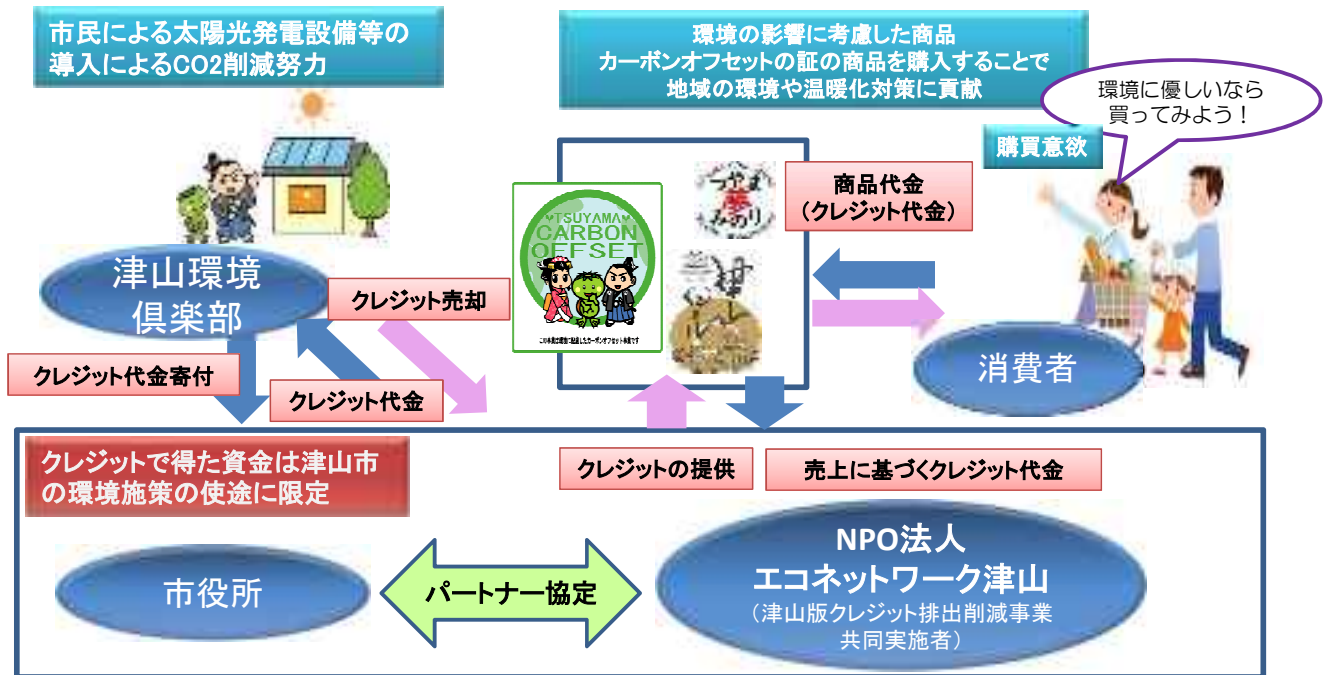 市民による太陽光発電設備等の
導入によるCO2削減努力
環境の影響に考慮した商品
カーボンオフセットの証の商品を購入することで
地域の環境や温暖化対策に貢献
環境に優しいなら
買ってみよう！
購買意欲
商品代金
（クレジット代金）
つやま
夢
みのり
♥TSUYAMA♥
CARBON
OFFSET
津山環境
倶楽部
クレジット売却
消費者
クレジット代金寄付
クレジット代金
クレジットで得た資金は津山市
の環境施策の使途に限定
クレジットの提供
売上に基づくクレジット代金
市役所
パートナー協定
NPO法人
エコネットワーク津山
（津山版クレジット排出削減事業
共同実施者）